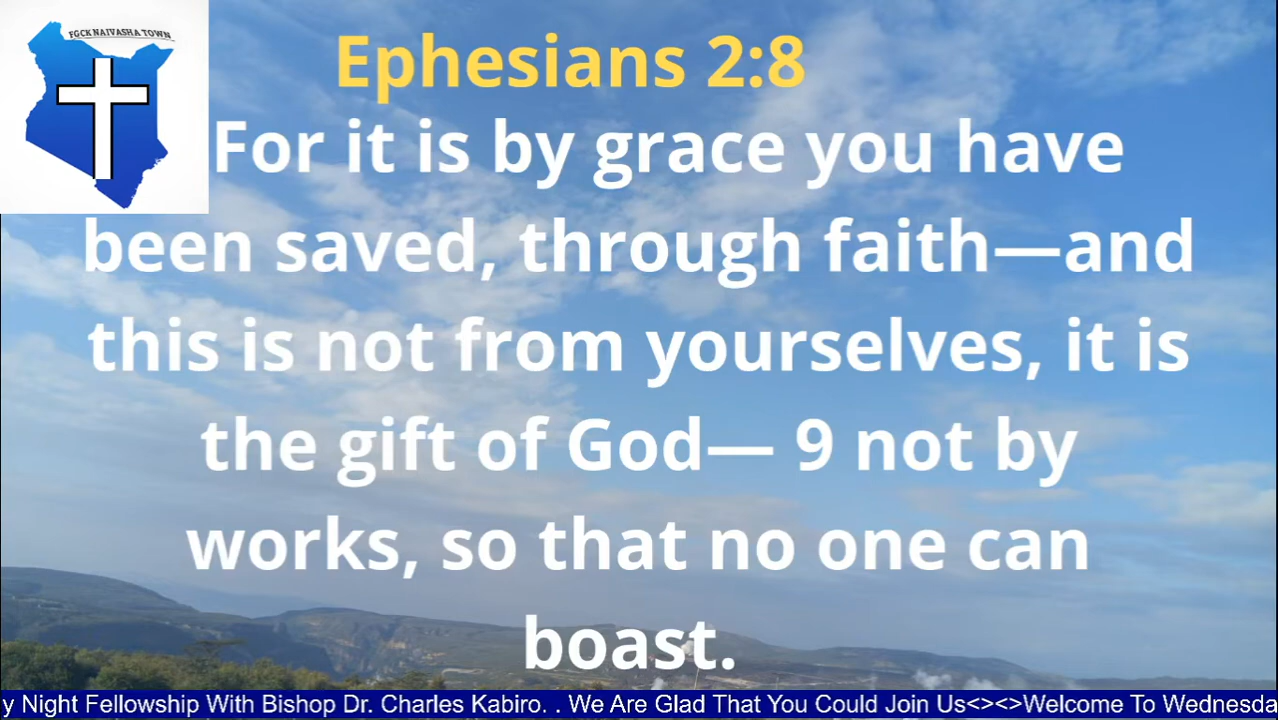 FGCK NAIVASHA TOWN
Ephesians 2:8
For it is by grace you have
been saved, through faith—and
this is not from yourselves, it is
the gift of God— 9 not by
works, so that no one can
boast.
y Night Fellowship With Bishop Dr. Charles Kabiro. . We Are Glad That You Could Join Us<><>Welcome To Wednesda